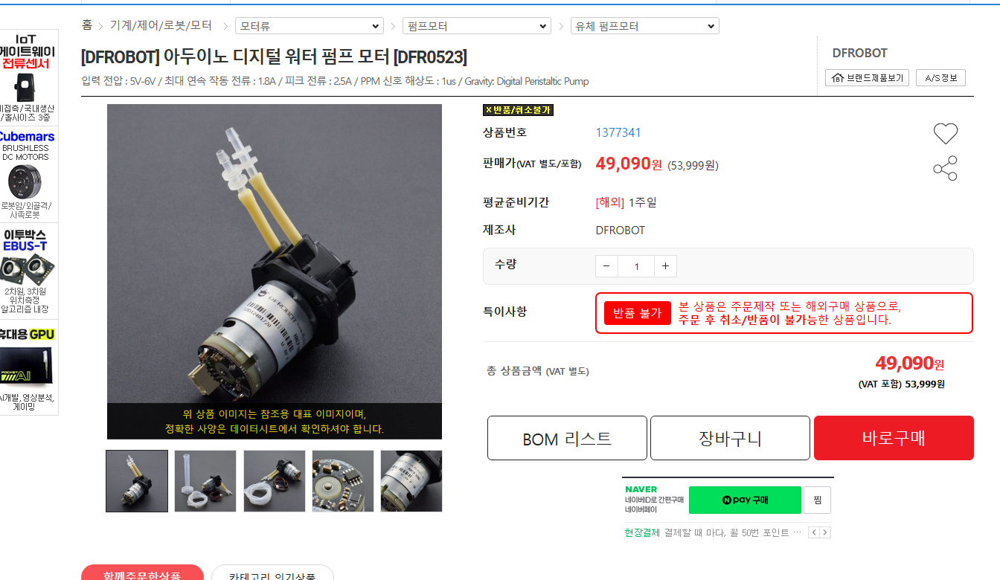 홈 > 기계/제어/로봇/모터 > 모터류 > 펌프모터 > 유체 펌프모터
[DFROBOT] 아두이노 디지털 워터 펌프 모터 [DFR0523]
입력 전압 : 5V-6V / 최대 연속 작동 전류 : 1.8A / 피크 전류 : 2.5A / PPM 신호 해상도 : 1us / Gravity: Digital Peristaltic Pump
DFROBOT
브랜드제품보기
A/S정보
IoT
게이트웨이
전류센서
비접촉/국내생산
/홀사이즈 3종
Cubemars
BRUSHLESS
DC MOTORS
로봇암/외골격/
사족로봇
이투박스
EBUS-T
2차원, 3차원
위치측정
알고리즘 내장
휴대용 GPU
POCKET
AI
AI개발, 영상분석,
게이밍
DFROBOT
위 상품 이미지는 참조용 대표 이미지이며,
정확한 사양은 데이터시트에서 확인하셔야 합니다.
x 반품/취소불가
상품번호 1377341
판매가(VAT 별도/포함) 49,090원 (53,999원)
평균준비기간 [해외] 1주일
제조사 DFROBOT
수량 − 1 +
특이사항
반품 불가
본 상품은 주문제작 또는 해외구매 상품으로,
주문 후 취소/반품이 불가능한 상품입니다.
총 상품금액 (VAT 별도) 49,090원
(VAT 포함) 53,999원
BOM 리스트
장바구니
바로구매
NAVER
네이버ID로 간편구매
네이버페이
N pay 구매
찜
현장결제 결제할 때 마다, 월 50번 포인트 ···
함께주문한상품
카테고리 인기상품